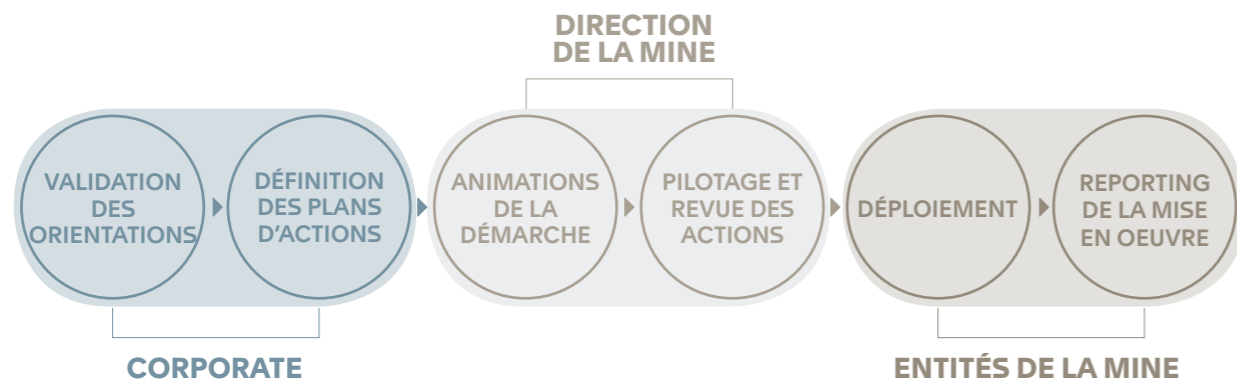 DIRECTION
DE LA MINE
VALIDATION
DES
ORIENTATIONS
DÉFINITION
DES PLANS
D'ACTIONS
ANIMATIONS
DE LA
DÉMARCHE
PILOTAGE ET
REVUE DES
ACTIONS
DÉPLOIEMENT
REPORTING
DE LA MISE
EN OEUVRE
CORPORATE
ENTITÉS DE LA MINE